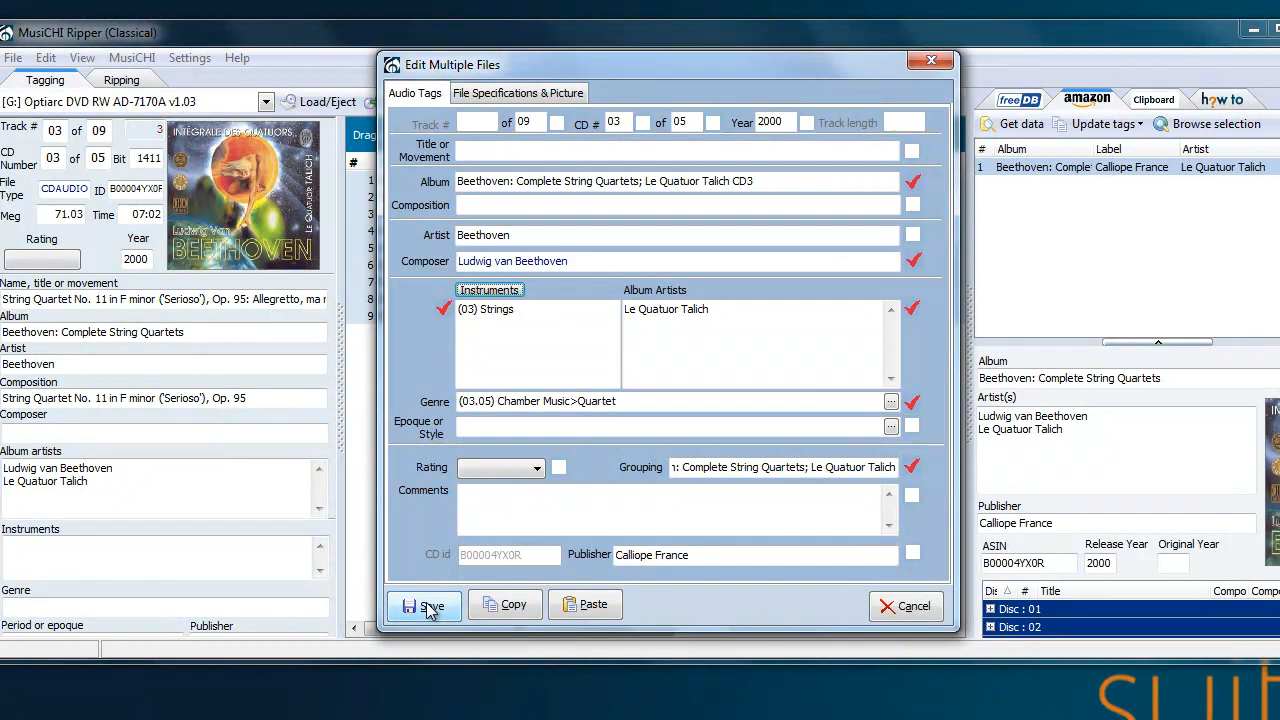 MusiCHI Ripper (Classical)
File Edit View MusiCHI Settings Help
Tagging Ripping
[G:] Optiarc DVD RW AD-7170A v1.03 Load/Eject
Track # 03 of 09 3
CD Number 03 of 05 Bit 1411
File Type CDAUDIO ID B00004YX0R
Meg 71.03 Time 07:02
Rating Year
2000
INTÉGRALE DES QUATUORS
LE QUATUOR TALICH
Ludwig Van
BEETHOVEN
Name, title or movement
String Quartet No. 11 in F minor ('Serioso'), Op. 95: Allegretto, ma
Album
Beethoven: Complete String Quartets
Artist
Beethoven
Composition
String Quartet No. 11 in F minor ('Serioso'), Op. 95
Composer
Album artists
Ludwig van Beethoven
Le Quatuor Talich
Instruments
Genre
Period or epoque Publisher
Drag
#
1
2
3
4
5
6
7
8
9
Edit Multiple Files
Audio Tags File Specifications & Picture
Track # of 09 CD # 03 of 05 Year 2000 Track length
Title or Movement
Album Beethoven: Complete String Quartets; Le Quatuor Talich CD3
Composition
Artist Beethoven
Composer Ludwig van Beethoven
Instruments Album Artists
(03) Strings Le Quatuor Talich
Genre (03.05) Chamber Music>Quartet ...
Epoque or Style ...
Rating Grouping n: Complete String Quartets; Le Quatuor Talich
Comments
CD id B00004YX0R Publisher Calliope France
Save Copy Paste Cancel
freeDB amazon Clipboard how to
Get data Update tags Browse selection
# Album Label Artist
1 Beethoven: Comple Calliope France Le Quatuor Talich
Album
Beethoven: Complete String Quartets
Artist(s)
Ludwig van Beethoven
Le Quatuor Talich
Publisher
Calliope France
ASIN Release Year Original Year
B00004YX0R 2000
Dis # Title Compo Compo
Disc : 01
Disc : 02